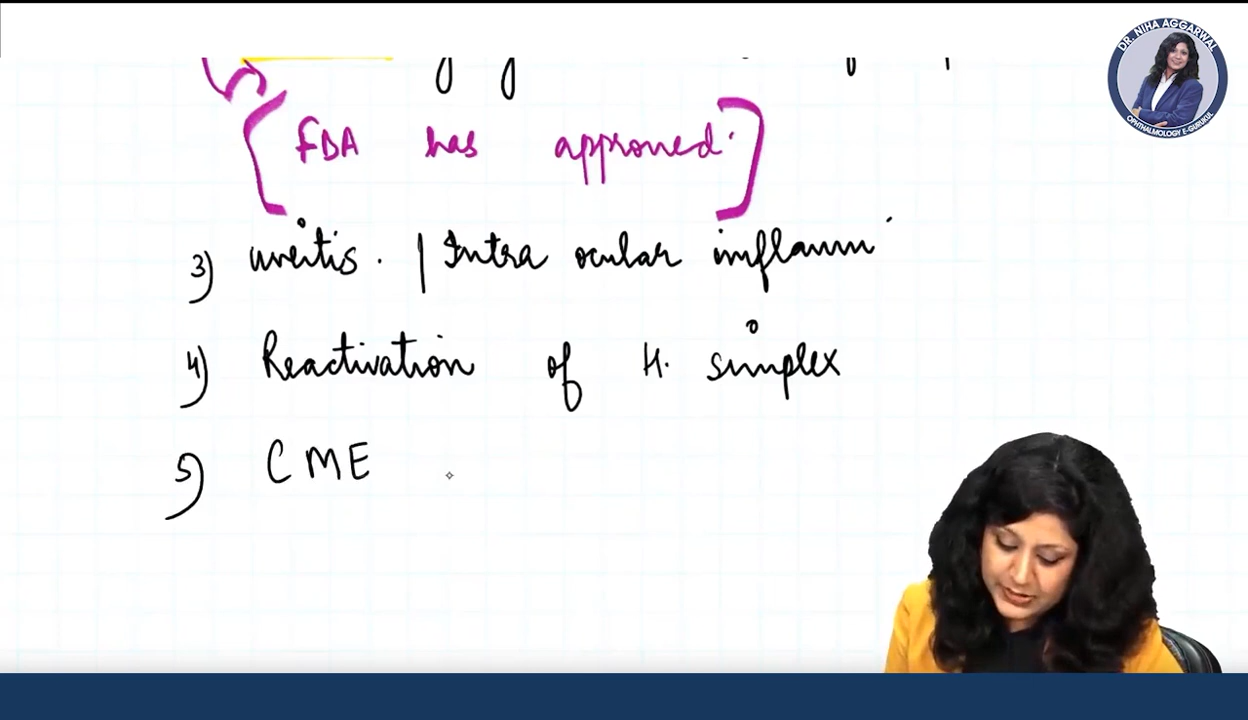 DR. NIHA AGGARWAL
OPHTHALMOLOGY E-GURUKUL
[FDA has approved.]
3) uveitis. | Intra ocular inflamm.
4) Reactivation of H. simplex
5) CME